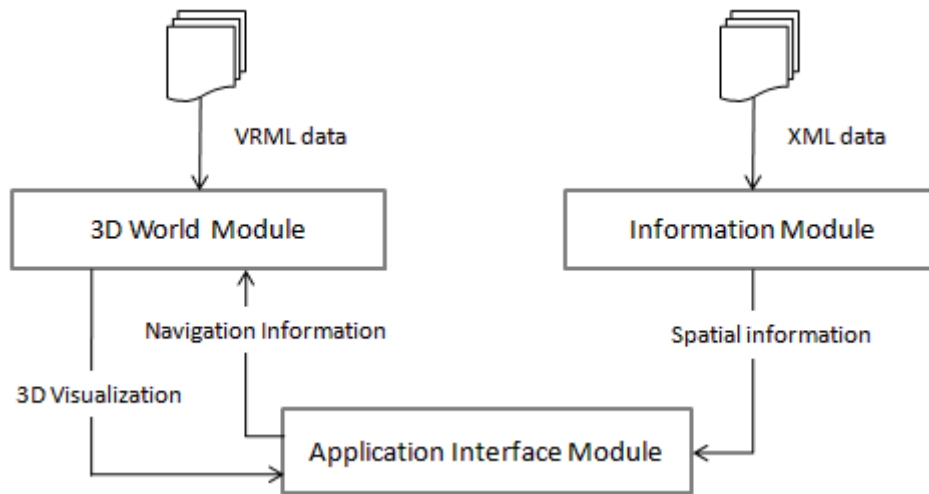 VRML data
XML data
3D World Module
Information Module
Navigation Information
Spatial information
3D Visualization
Application Interface Module